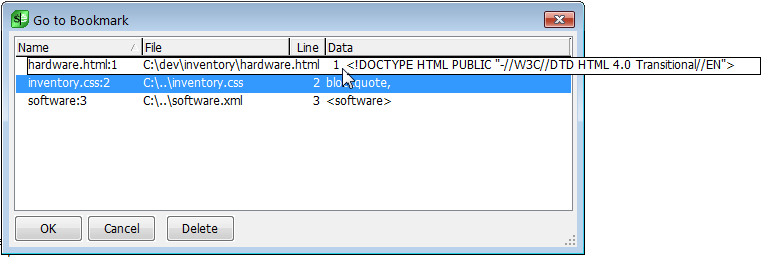 Go to Bookmark
Name File Line Data
hardware.html:1 C:\dev\inventory\hardware.html 1 <!DOCTYPE HTML PUBLIC "-//W3C//DTD HTML 4.0 Transitional//EN">
inventory.css:2 C:\..\inventory.css 2 blockquote,
software:3 C:\..\software.xml 3 <software>
OK Cancel Delete